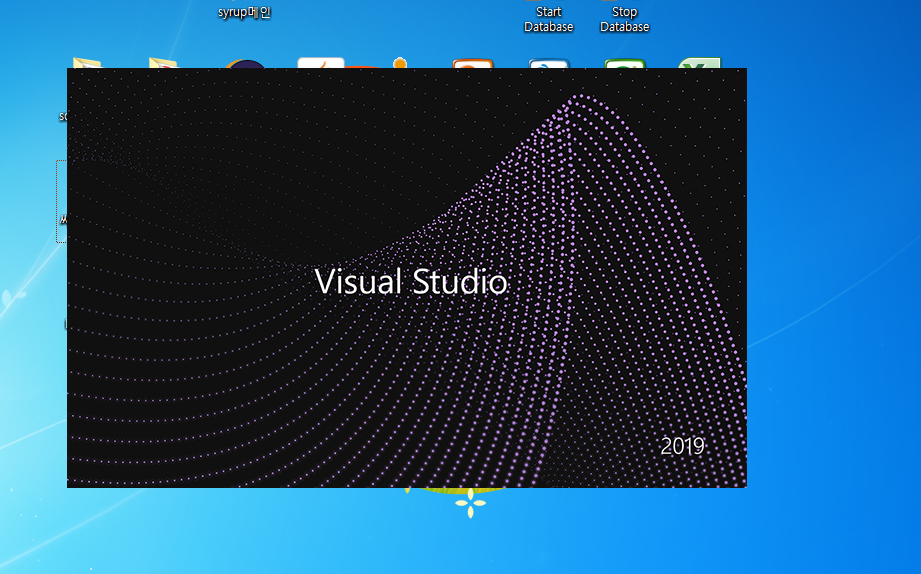 syrup메인
Start
Database
Stop
Database
Visual Studio
2019